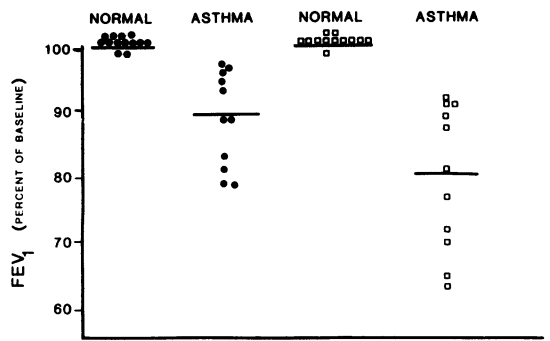 NORMAL ASTHMA NORMAL ASTHMA
100
90
80
70
60
FEV1 (PERCENT OF BASELINE)